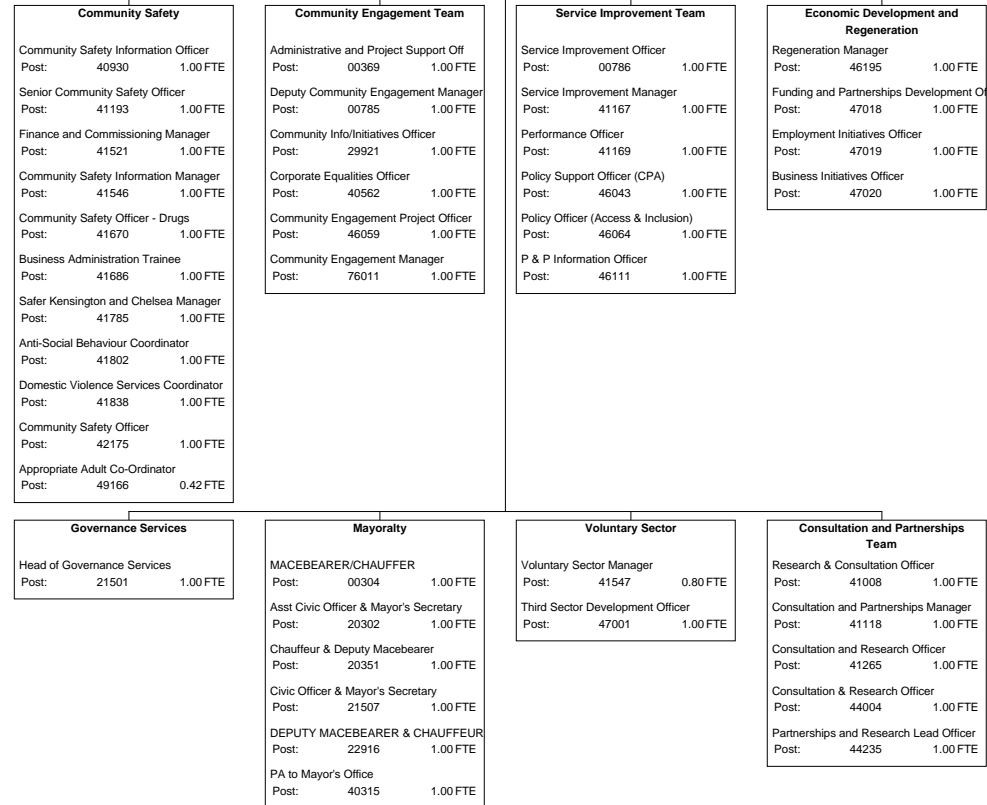 Community Safety
Community Safety Information Officer
Post: 40930 1.00 FTE
Senior Community Safety Officer
Post: 41193 1.00 FTE
Finance and Commissioning Manager
Post: 41521 1.00 FTE
Community Safety Information Manager
Post: 41546 1.00 FTE
Community Safety Officer - Drugs
Post: 41670 1.00 FTE
Business Administration Trainee
Post: 41686 1.00 FTE
Safer Kensington and Chelsea Manager
Post: 41785 1.00 FTE
Anti-Social Behaviour Coordinator
Post: 41802 1.00 FTE
Domestic Violence Services Coordinator
Post: 41838 1.00 FTE
Community Safety Officer
Post: 42175 1.00 FTE
Appropriate Adult Co-Ordinator
Post: 49166 0.42 FTE
Community Engagement Team
Administrative and Project Support Off
Post: 00369 1.00 FTE
Deputy Community Engagement Manager
Post: 00785 1.00 FTE
Community Info/Initiatives Officer
Post: 29921 1.00 FTE
Corporate Equalities Officer
Post: 40562 1.00 FTE
Community Engagement Project Officer
Post: 46059 1.00 FTE
Community Engagement Manager
Post: 76011 1.00 FTE
Service Improvement Team
Service Improvement Officer
Post: 00786 1.00 FTE
Service Improvement Manager
Post: 41167 1.00 FTE
Performance Officer
Post: 41169 1.00 FTE
Policy Support Officer (CPA)
Post: 46043 1.00 FTE
Policy Officer (Access & Inclusion)
Post: 46064 1.00 FTE
P & P Information Officer
Post: 46111 1.00 FTE
Economic Development and
Regeneration
Regeneration Manager
Post: 46195 1.00 FTE
Funding and Partnerships Development Of
Post: 47018 1.00 FTE
Employment Initiatives Officer
Post: 47019 1.00 FTE
Business Initiatives Officer
Post: 47020 1.00 FTE
Governance Services
Head of Governance Services
Post: 21501 1.00 FTE
Mayoralty
MACEBEARER/CHAUFFER
Post: 00304 1.00 FTE
Asst Civic Officer & Mayor's Secretary
Post: 20302 1.00 FTE
Chauffeur & Deputy Macebearer
Post: 20351 1.00 FTE
Civic Officer & Mayor's Secretary
Post: 21507 1.00 FTE
DEPUTY MACEBEARER & CHAUFFEUR
Post: 22916 1.00 FTE
PA to Mayor's Office
Post: 40315 1.00 FTE
Voluntary Sector
Voluntary Sector Manager
Post: 41547 0.80 FTE
Third Sector Development Officer
Post: 47001 1.00 FTE
Consultation and Partnerships
Team
Research & Consultation Officer
Post: 41008 1.00 FTE
Consultation and Partnerships Manager
Post: 41118 1.00 FTE
Consultation and Research Officer
Post: 41265 1.00 FTE
Consultation & Research Officer
Post: 44004 1.00 FTE
Partnerships and Research Lead Officer
Post: 44235 1.00 FTE